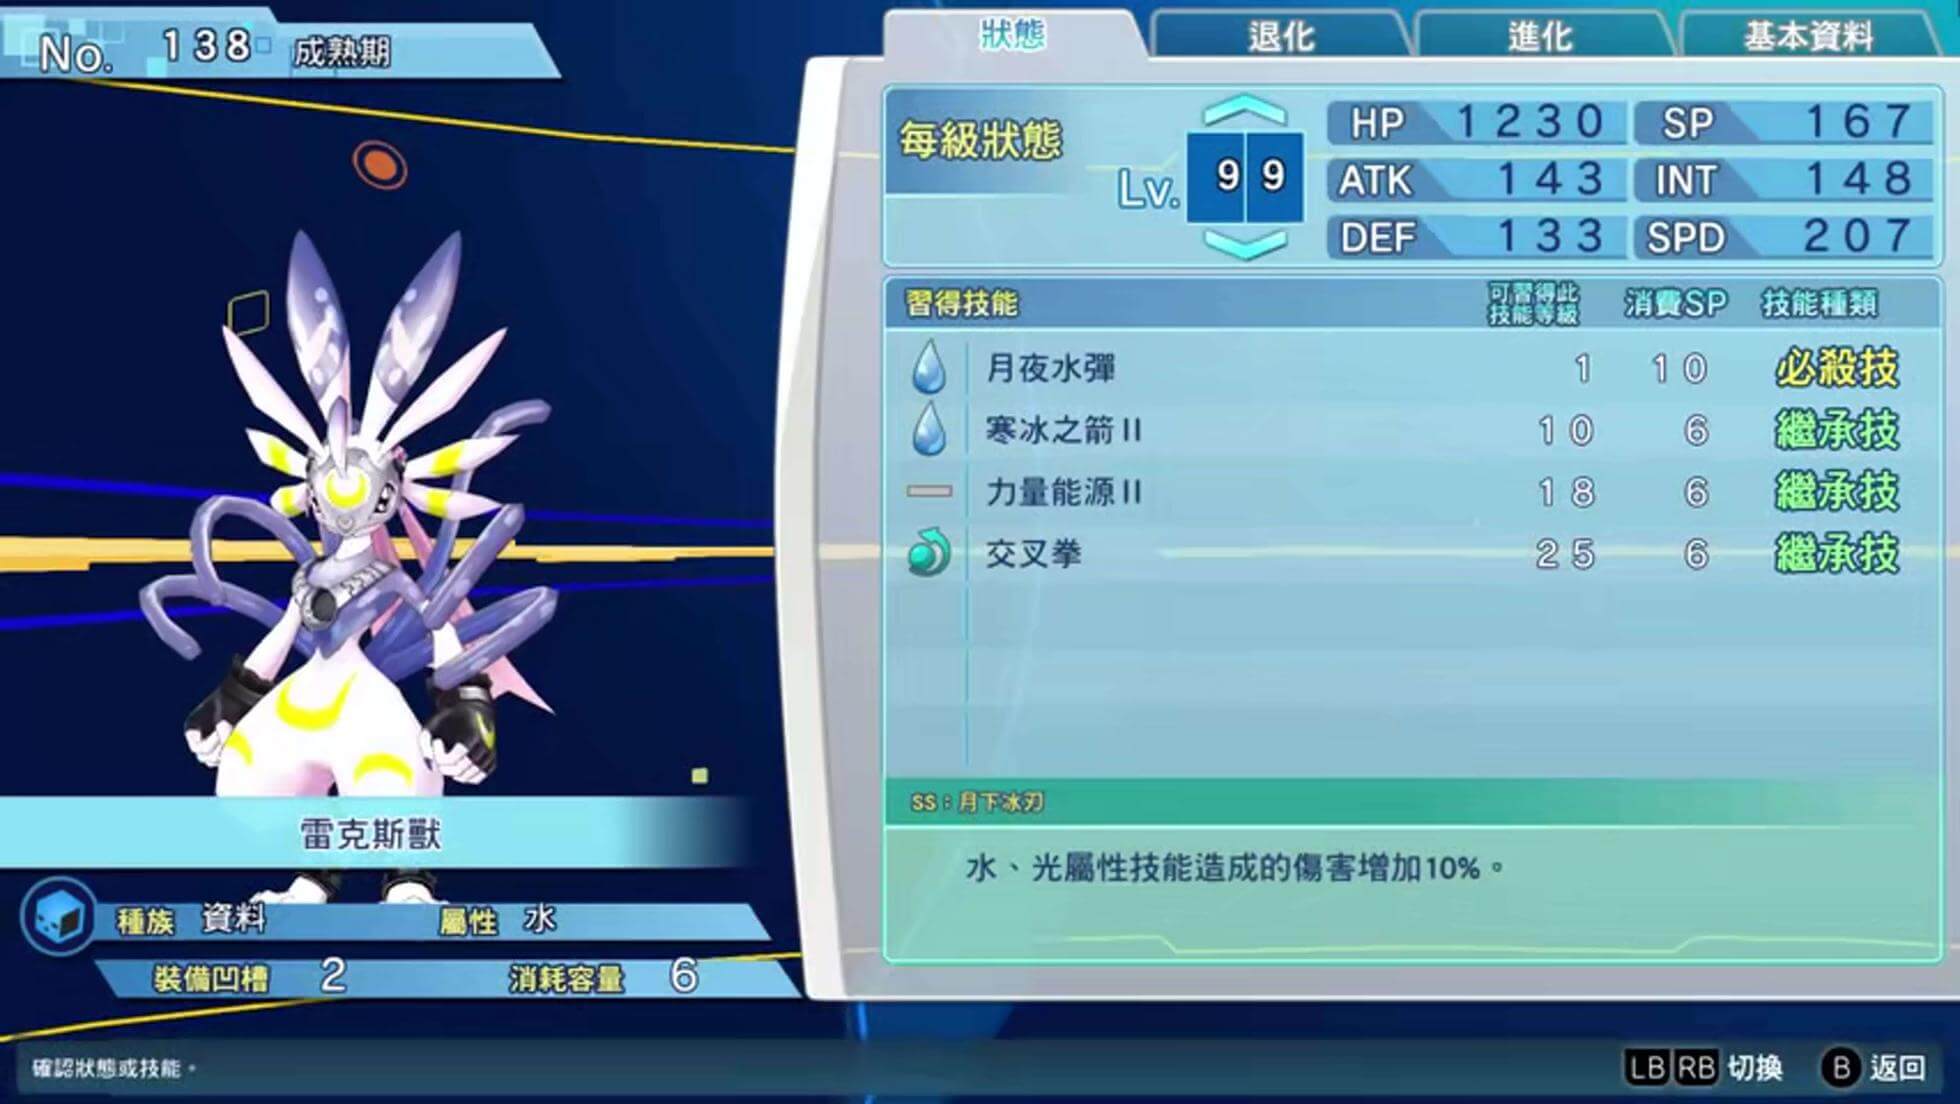 No. 138 成熟期
狀態 退化 進化 基本資料
每級狀態
Lv. 99
HP 1230 SP 167
ATK 143 INT 148
DEF 133 SPD 207
習得技能 可習得此技能等級 消費SP 技能種類
月夜水彈 1 10 必殺技
寒冰之箭II 10 6 繼承技
力量能源II 18 6 繼承技
交叉拳 25 6 繼承技
SS：月下冰刃
水、光屬性技能造成的傷害增加10%。
雷克斯獸
種族 資料 屬性 水
裝備凹槽 2 消耗容量 6
確認狀態或技能。
LB RB 切換 B 返回